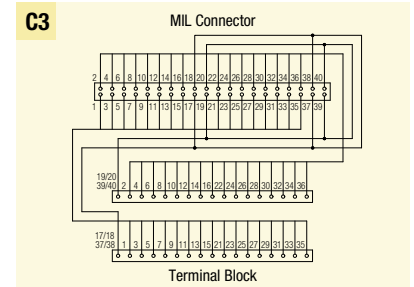 C3
MIL Connector
2 4 6 8 10 12 14 16 18 20 22 24 26 28 30 32 34 36 38 40
1 3 5 7 9 11 13 15 17 19 21 23 25 27 29 31 33 35 37 39
19/20
39/40 2 4 6 8 10 12 14 16 22 24 26 28 30 32 34 36
17/18
37/38 1 3 5 7 9 11 13 15 21 23 25 27 29 31 33 35
Terminal Block